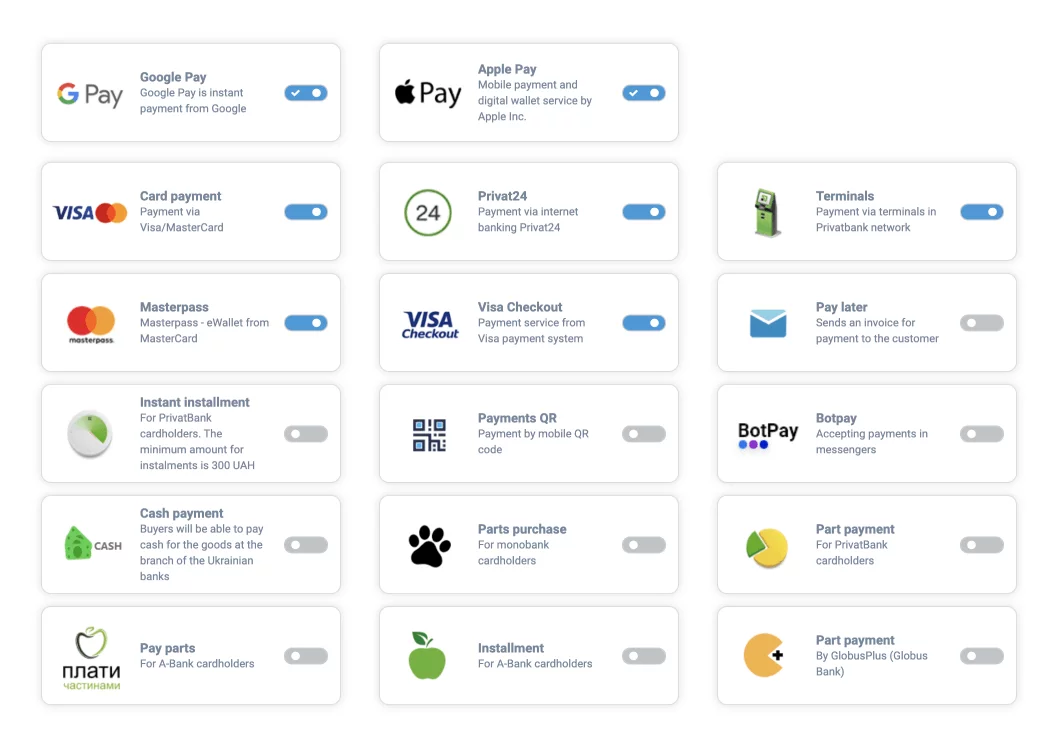 G Pay
Google Pay
Google Pay is instant
payment from Google
Pay
Apple Pay
Mobile payment and
digital wallet service by
Apple Inc.
VISA
Card payment
Payment via
Visa/MasterCard
24
Privat24
Payment via internet
banking Privat24
Terminals
Payment via terminals in
Privatbank network
masterpass.
Masterpass
Masterpass - eWallet from
MasterCard
VISA
Checkout
Visa Checkout
Payment service from
Visa payment system
Pay later
Sends an invoice for
payment to the customer
Instant installment
For PrivatBank
cardholders. The
minimum amount for
instalments is 300 UAH
Payments QR
Payment by mobile QR
code
BotPay
Botpay
Accepting payments in
messengers
CASH
Cash payment
Buyers will be able to pay
cash for the goods at the
branch of the Ukrainian
banks
Parts purchase
For monobank
cardholders
Part payment
For PrivatBank
cardholders
плати
частинами
Pay parts
For A-Bank cardholders
Installment
For A-Bank cardholders
Part payment
By GlobusPlus (Globus
Bank)